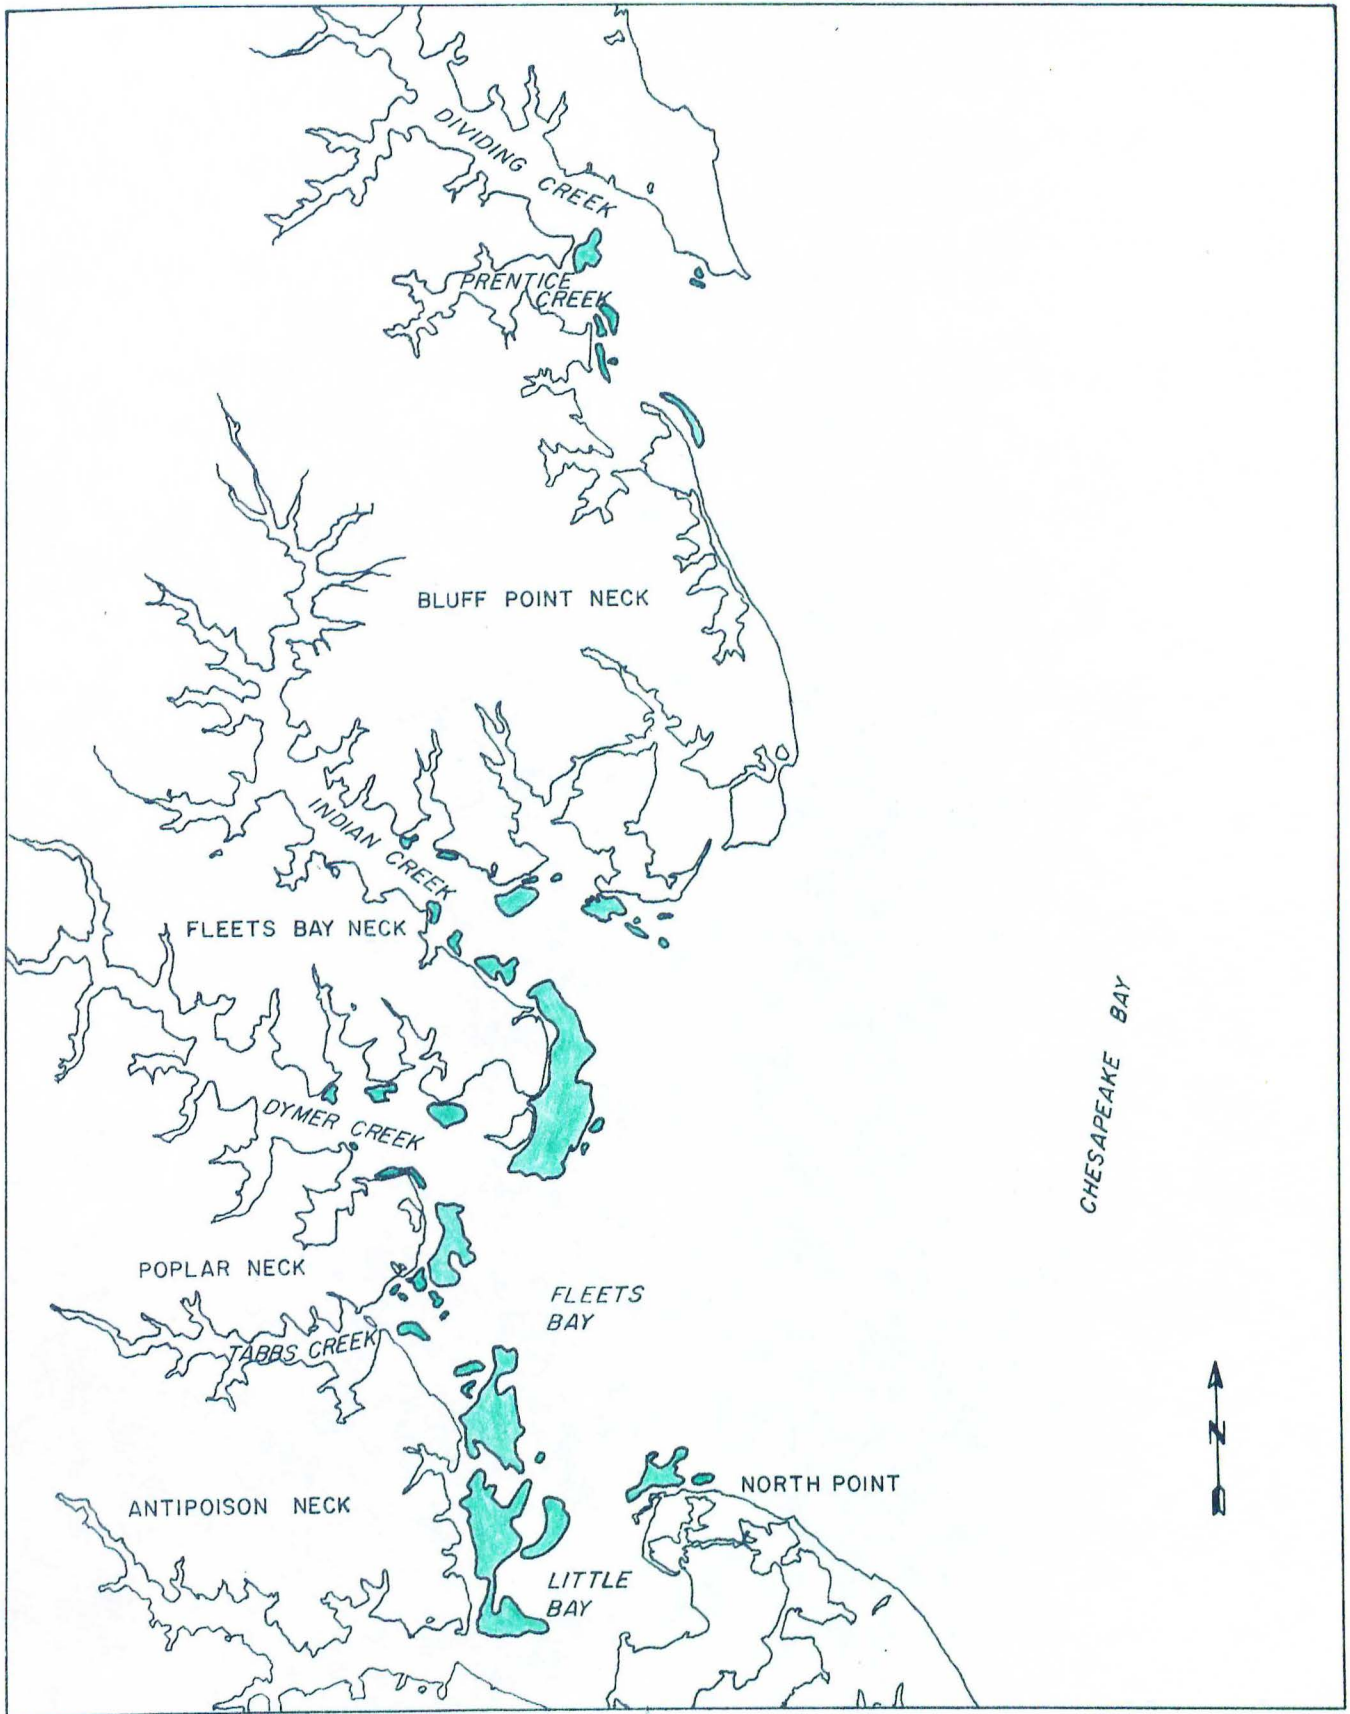 DIVIDING CREEK
PRENTICE
CREEK
BLUFF POINT NECK
INDIAN CREEK
FLEETS BAY NECK
CHESAPEAKE BAY
DYMER CREEK
POPLAR NECK
FLEETS
BAY
TABBS CREEK
N
NORTH POINT
ANTIPOISON NECK
LITTLE
BAY